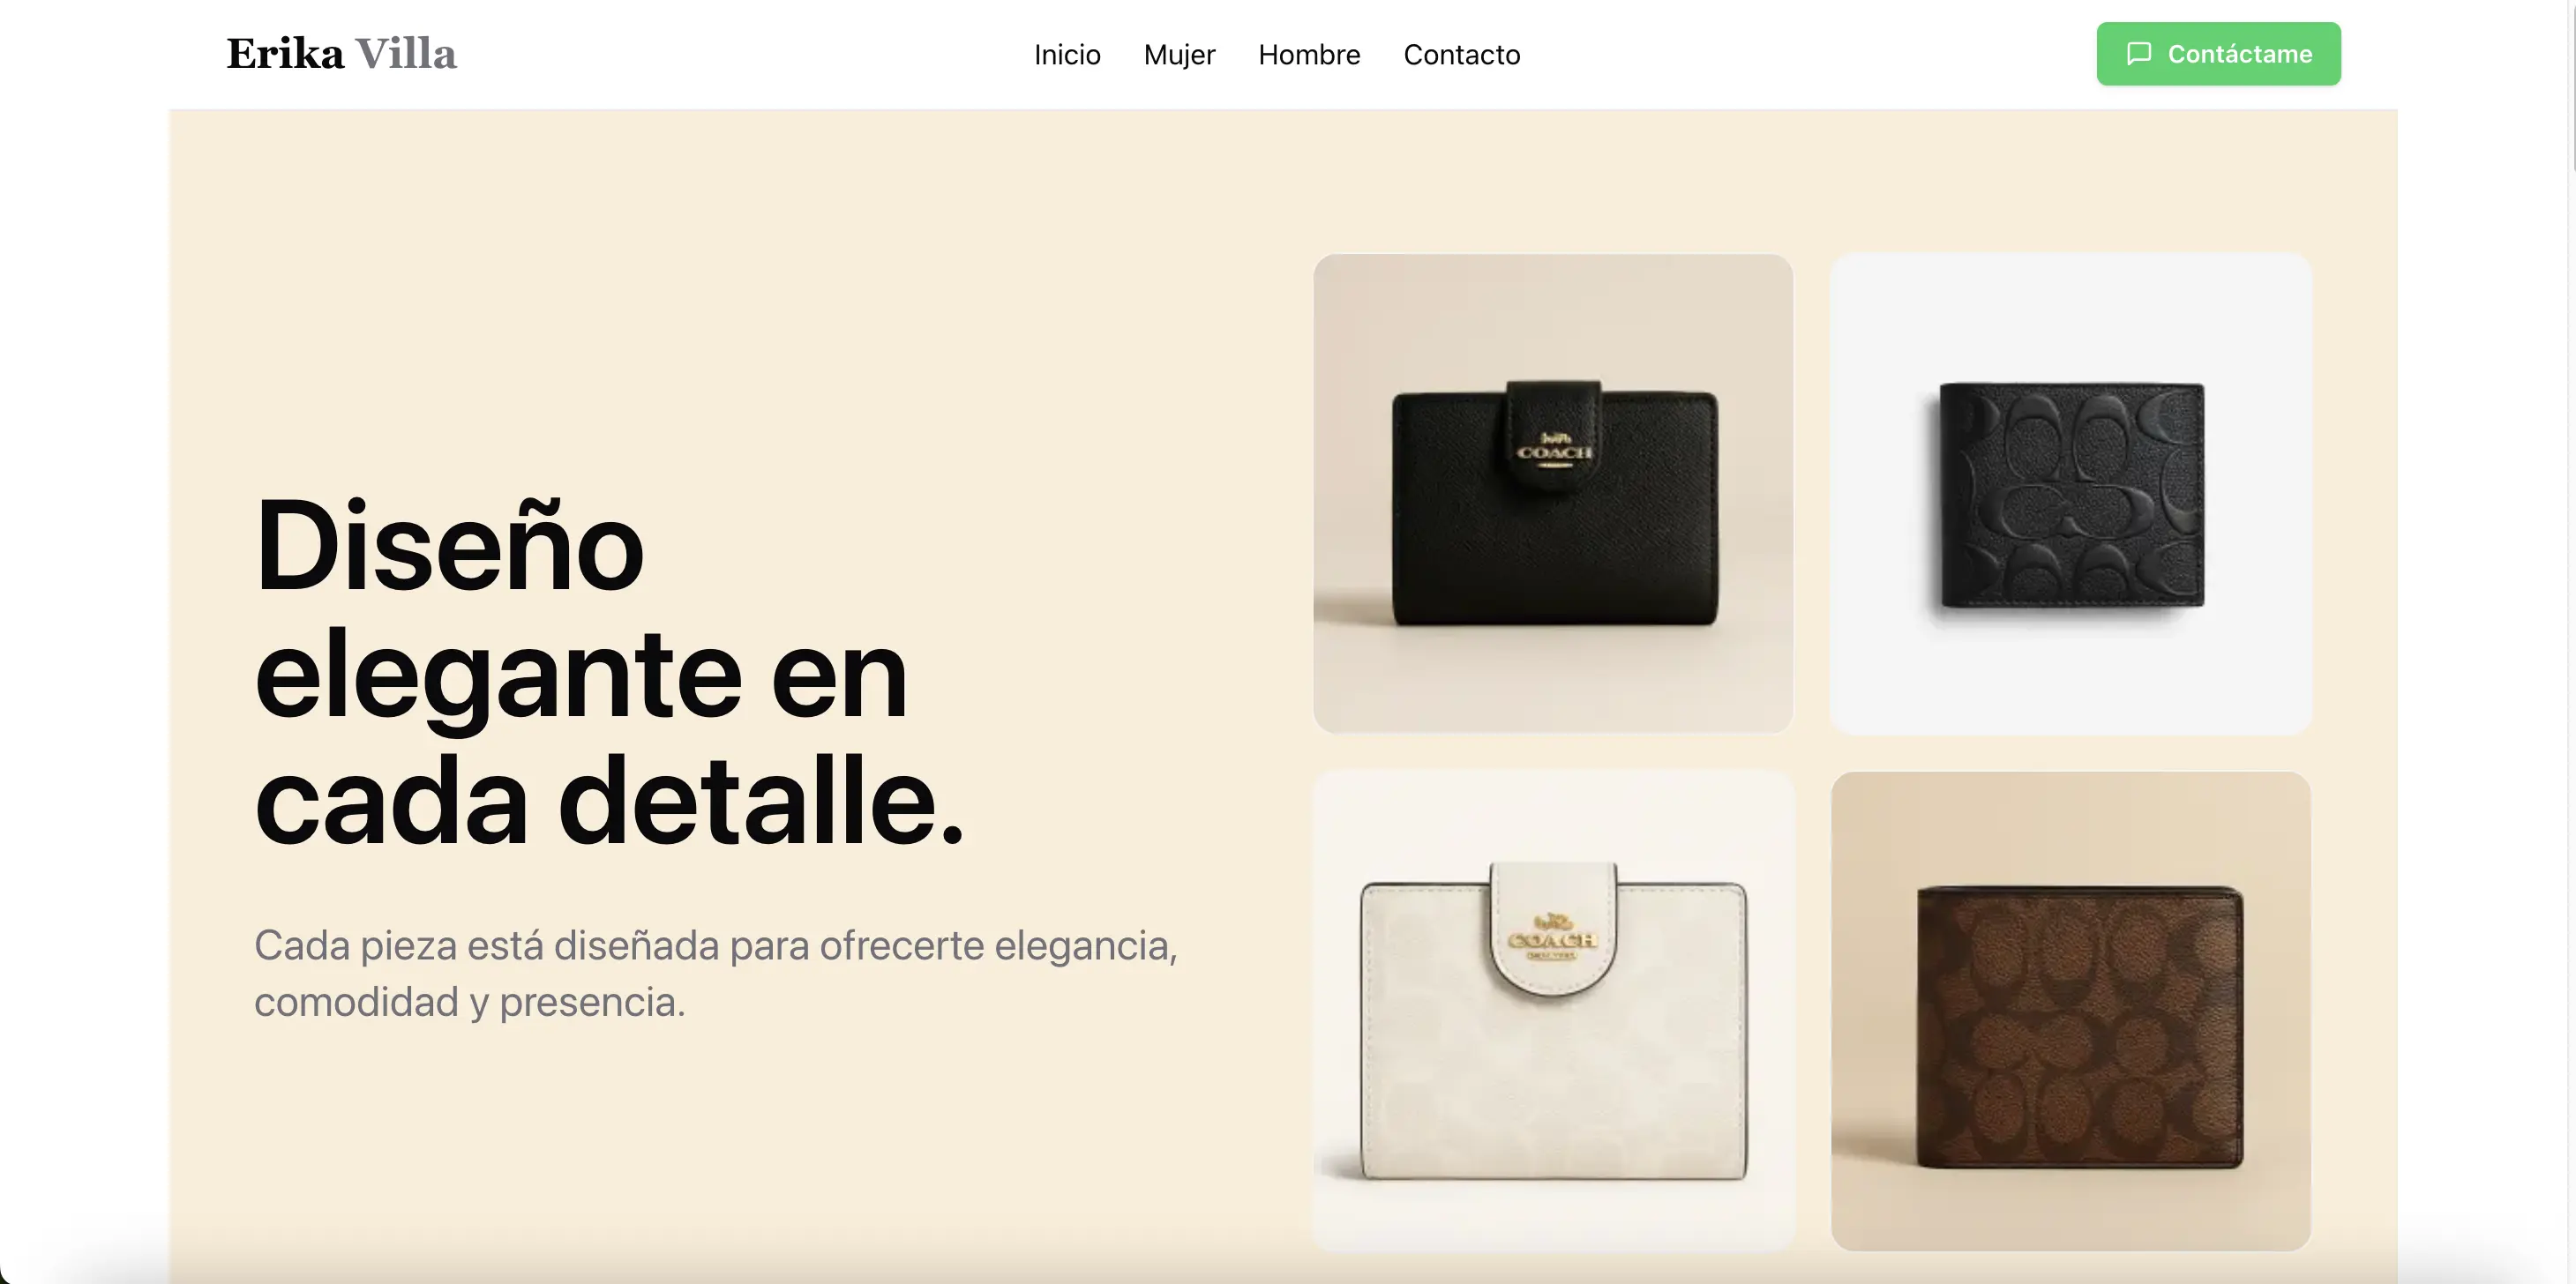 Erika Villa
Inicio Mujer Hombre Contacto
Contáctame
Diseño
elegante en
cada detalle.
Cada pieza está diseñada para ofrecerte elegancia,
comodidad y presencia.
COACH
COACH